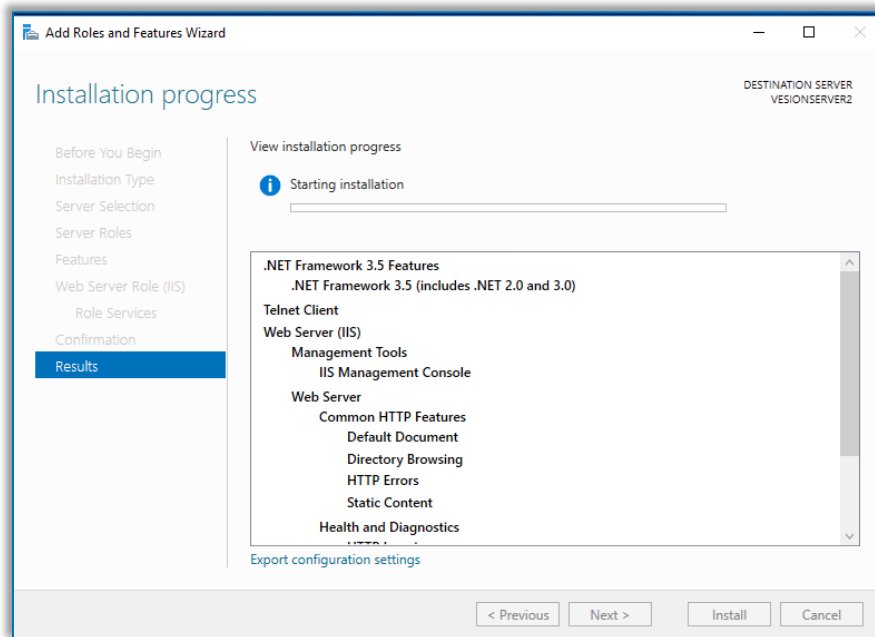 Add Roles and Features Wizard
Installation progress
DESTINATION SERVER
VESIONSERVER2
Before You Begin
Installation Type
Server Selection
Server Roles
Features
Web Server Role (IIS)
Role Services
Confirmation
Results
View installation progress
Starting installation
.NET Framework 3.5 Features
.NET Framework 3.5 (includes .NET 2.0 and 3.0)
Telnet Client
Web Server (IIS)
Management Tools
IIS Management Console
Web Server
Common HTTP Features
Default Document
Directory Browsing
HTTP Errors
Static Content
Health and Diagnostics
Export configuration settings
< Previous
Next >
Install
Cancel